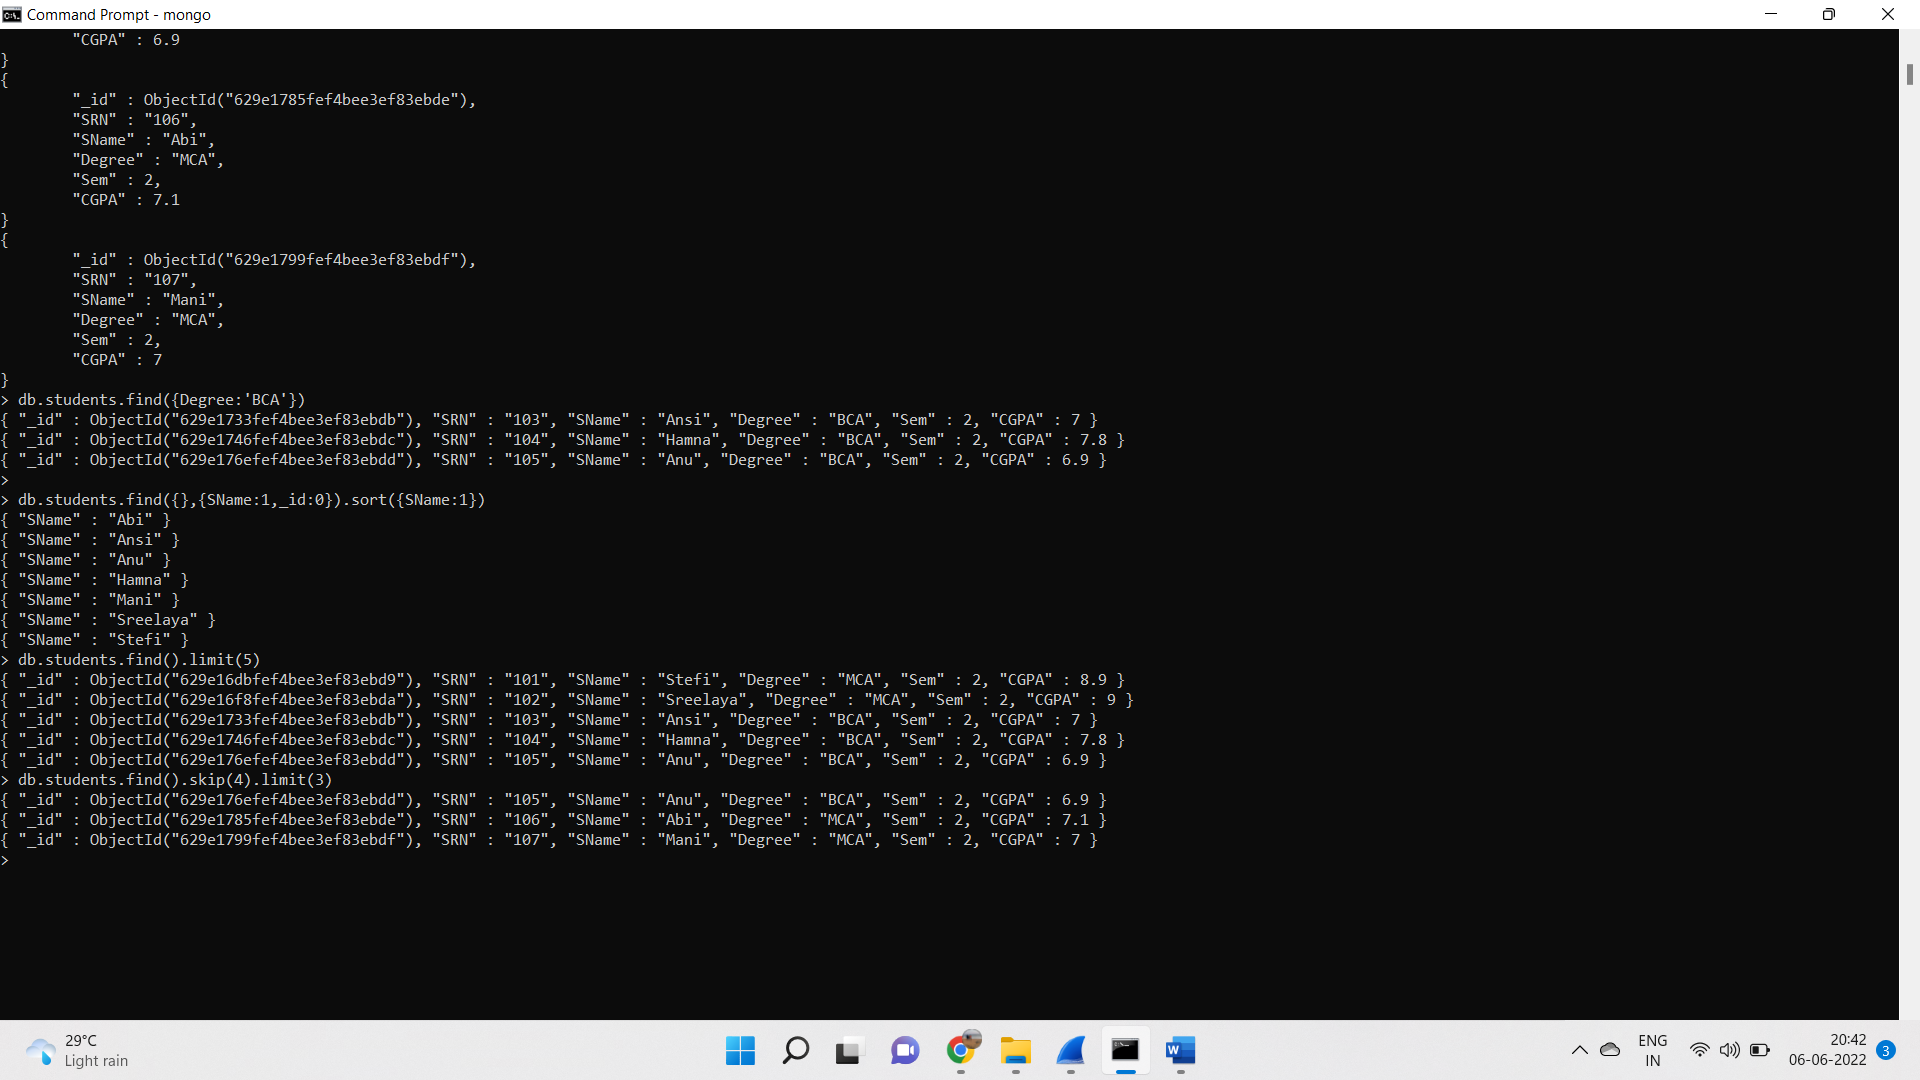 Command Prompt - mongo
        "CGPA" : 6.9
}
{
        "_id" : ObjectId("629e1785fef4bee3ef83ebde"),
        "SRN" : "106",
        "SName" : "Abi",
        "Degree" : "MCA",
        "Sem" : 2,
        "CGPA" : 7.1
}
{
        "_id" : ObjectId("629e1799fef4bee3ef83ebdf"),
        "SRN" : "107",
        "SName" : "Mani",
        "Degree" : "MCA",
        "Sem" : 2,
        "CGPA" : 7
}
> db.students.find({Degree:'BCA'})
{ "_id" : ObjectId("629e1733fef4bee3ef83ebdb"), "SRN" : "103", "SName" : "Ansi", "Degree" : "BCA", "Sem" : 2, "CGPA" : 7 }
{ "_id" : ObjectId("629e1746fef4bee3ef83ebdc"), "SRN" : "104", "SName" : "Hamna", "Degree" : "BCA", "Sem" : 2, "CGPA" : 7.8 }
{ "_id" : ObjectId("629e176efef4bee3ef83ebdd"), "SRN" : "105", "SName" : "Anu", "Degree" : "BCA", "Sem" : 2, "CGPA" : 6.9 }
>
> db.students.find({},{SName:1,_id:0}).sort({SName:1})
{ "SName" : "Abi" }
{ "SName" : "Ansi" }
{ "SName" : "Anu" }
{ "SName" : "Hamna" }
{ "SName" : "Mani" }
{ "SName" : "Sreelaya" }
{ "SName" : "Stefi" }
> db.students.find().limit(5)
{ "_id" : ObjectId("629e16dbfef4bee3ef83ebd9"), "SRN" : "101", "SName" : "Stefi", "Degree" : "MCA", "Sem" : 2, "CGPA" : 8.9 }
{ "_id" : ObjectId("629e16f8fef4bee3ef83ebda"), "SRN" : "102", "SName" : "Sreelaya", "Degree" : "MCA", "Sem" : 2, "CGPA" : 9 }
{ "_id" : ObjectId("629e1733fef4bee3ef83ebdb"), "SRN" : "103", "SName" : "Ansi", "Degree" : "BCA", "Sem" : 2, "CGPA" : 7 }
{ "_id" : ObjectId("629e1746fef4bee3ef83ebdc"), "SRN" : "104", "SName" : "Hamna", "Degree" : "BCA", "Sem" : 2, "CGPA" : 7.8 }
{ "_id" : ObjectId("629e176efef4bee3ef83ebdd"), "SRN" : "105", "SName" : "Anu", "Degree" : "BCA", "Sem" : 2, "CGPA" : 6.9 }
> db.students.find().skip(4).limit(3)
{ "_id" : ObjectId("629e176efef4bee3ef83ebdd"), "SRN" : "105", "SName" : "Anu", "Degree" : "BCA", "Sem" : 2, "CGPA" : 6.9 }
{ "_id" : ObjectId("629e1785fef4bee3ef83ebde"), "SRN" : "106", "SName" : "Abi", "Degree" : "MCA", "Sem" : 2, "CGPA" : 7.1 }
{ "_id" : ObjectId("629e1799fef4bee3ef83ebdf"), "SRN" : "107", "SName" : "Mani", "Degree" : "MCA", "Sem" : 2, "CGPA" : 7 }
>
29°C
Light rain
W
ENG
IN
20:42
06-06-2022
3